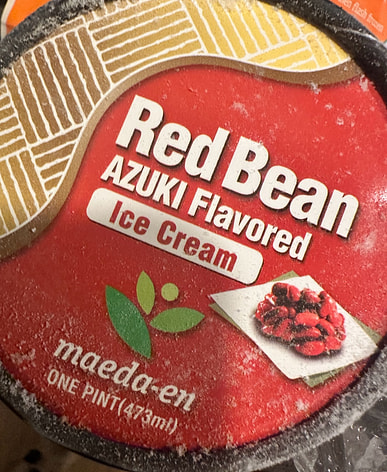 Red Bean
AZUKI Flavored
Ice Cream
maeda-en
ONE PINT(473ml)